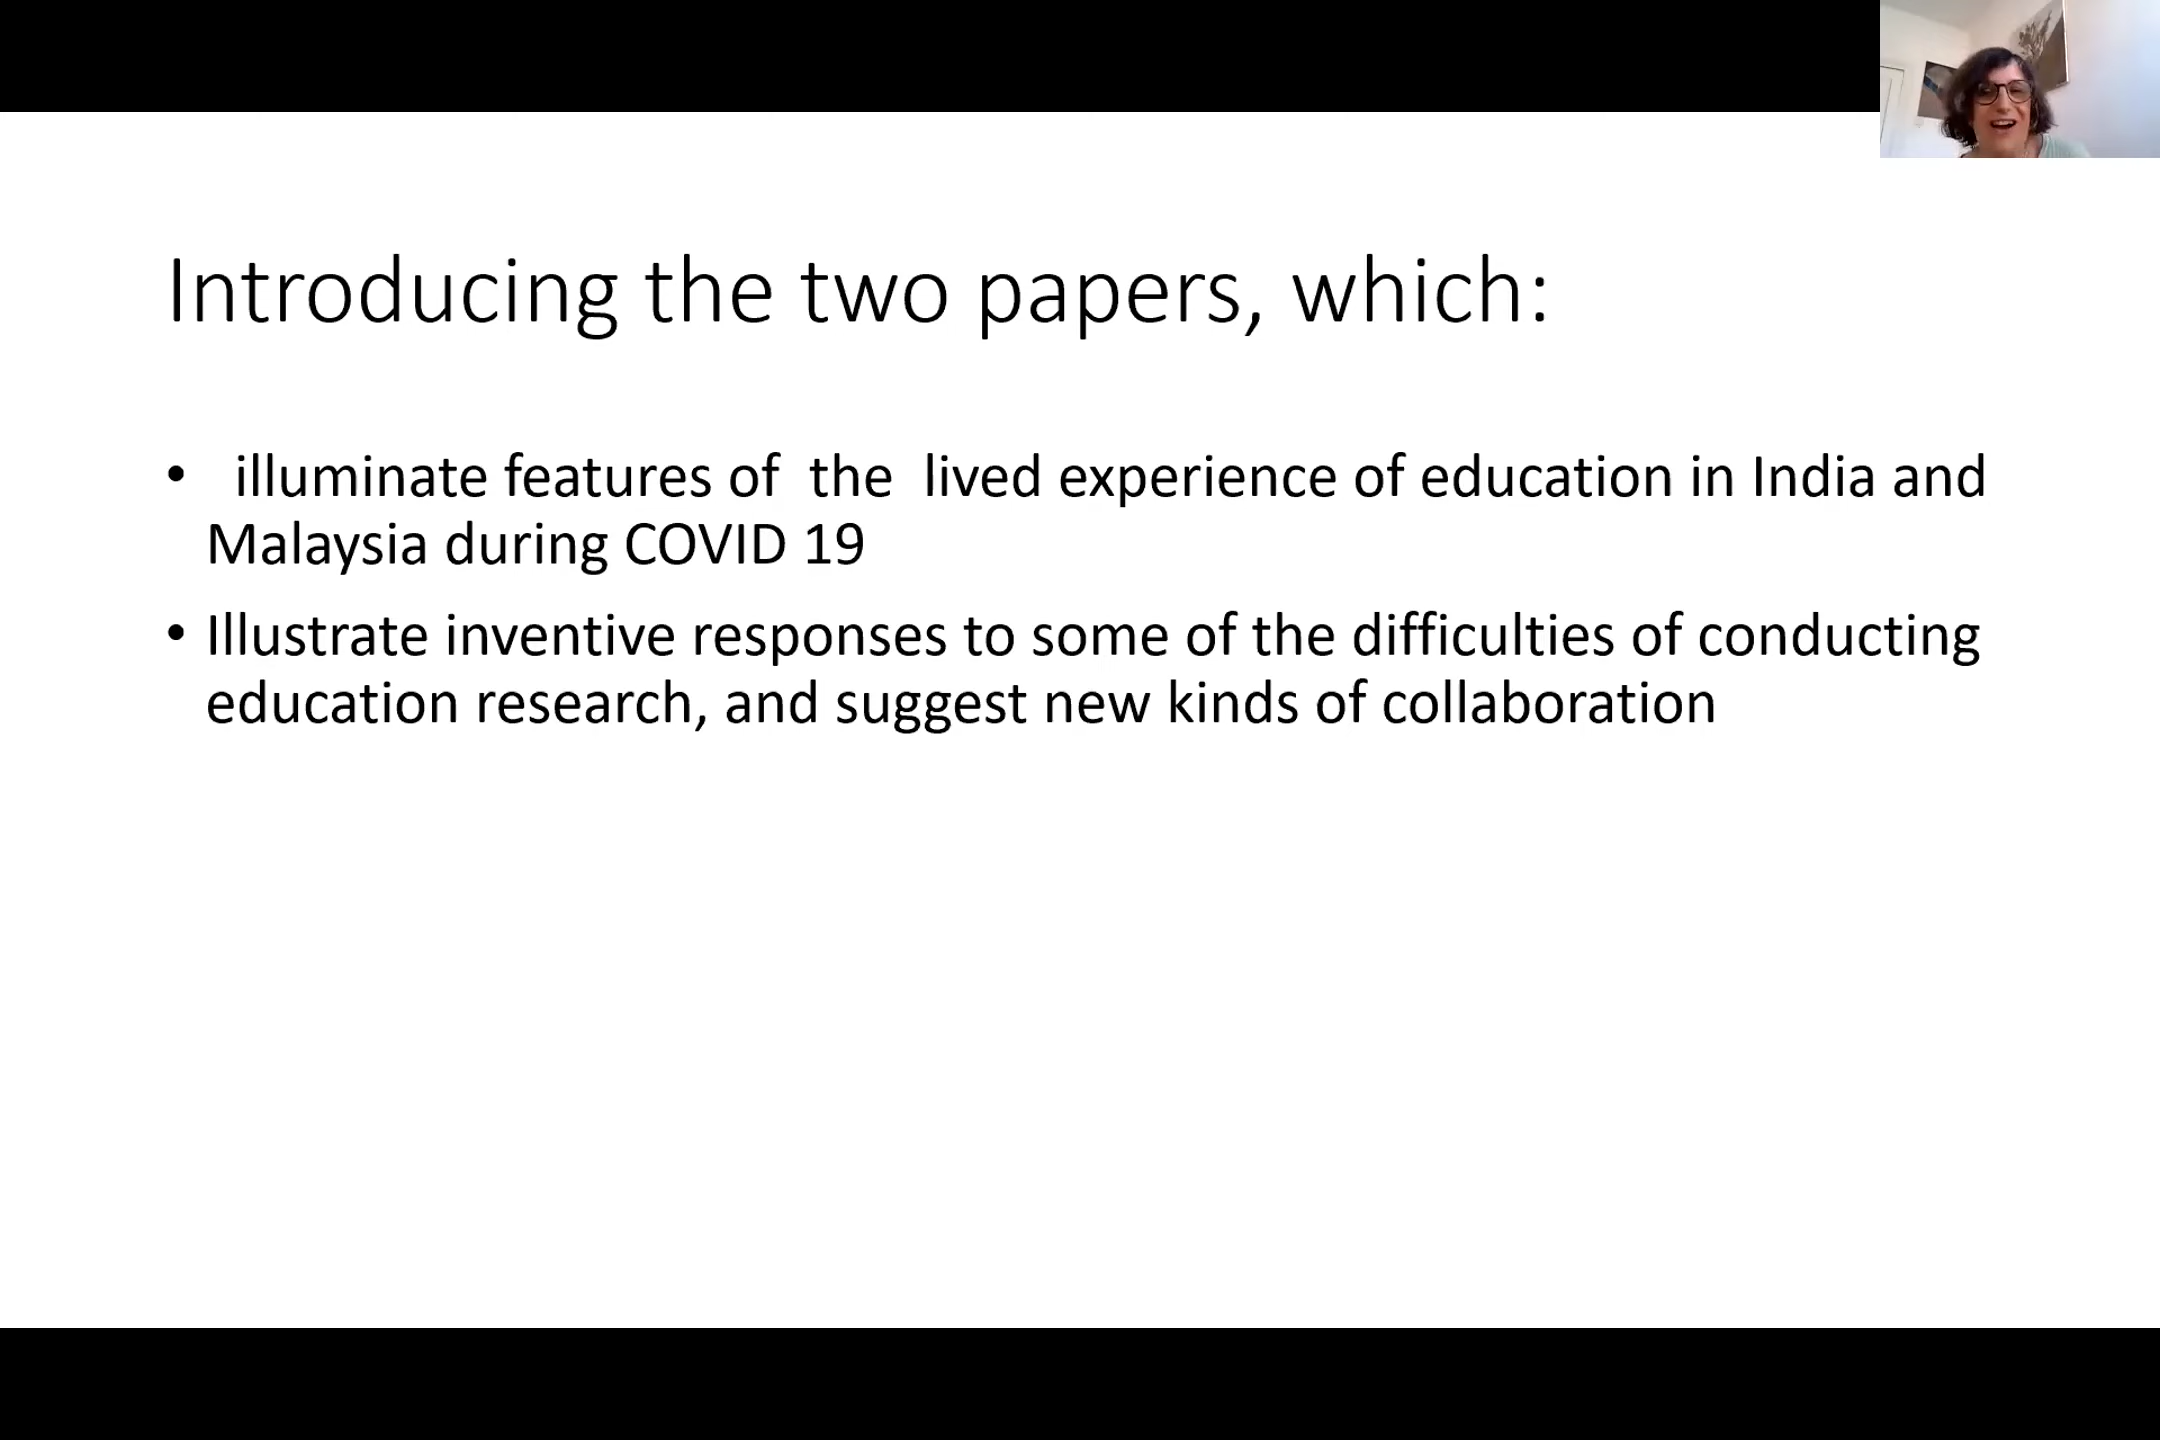 Introducing the two papers, which:
• illuminate features of the lived experience of education in India and
Malaysia during COVID 19
• Illustrate inventive responses to some of the difficulties of conducting
education research, and suggest new kinds of collaboration